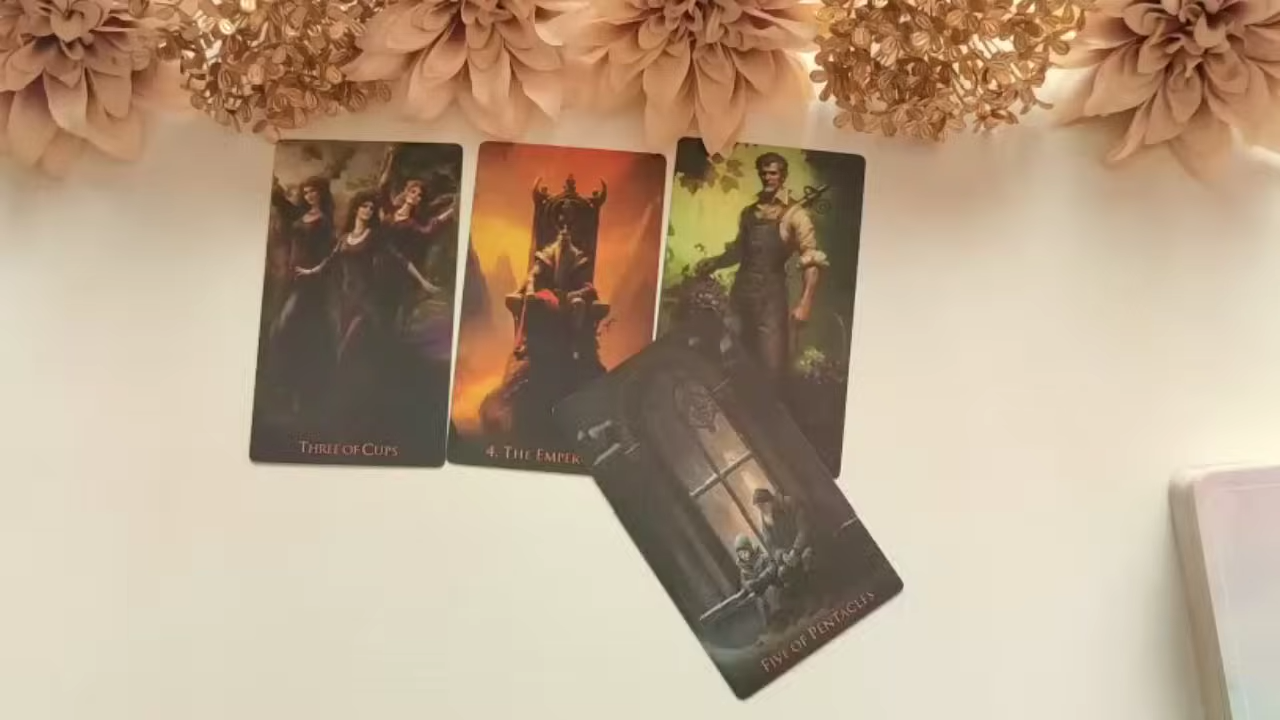 THREE OF CUPS
4. THE EMPER
FIVE OF PENTACLES